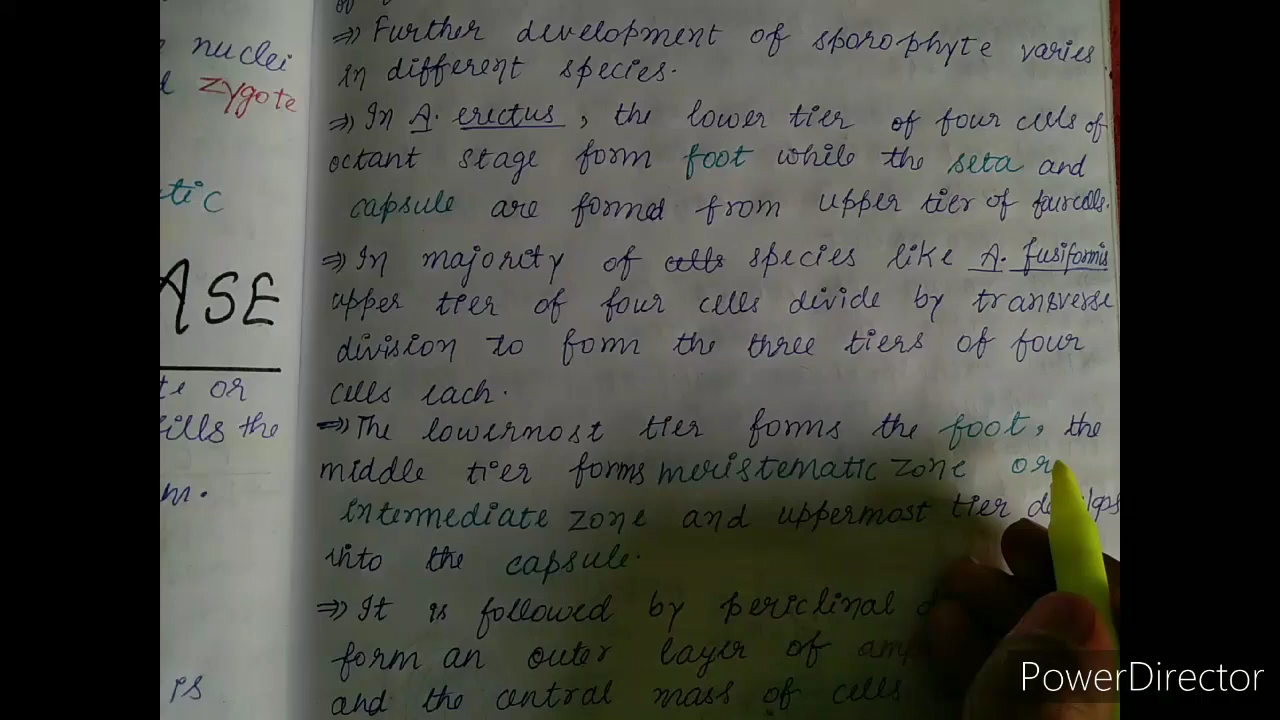 nuclei
zygote
tic
ASE
te or
ills the
m.
ps
or
⇒ Further development of sporophyte varies
in different species.
⇒ In A. erectus, the lower tier of four cells of
octant stage form foot while the seta and
capsule are formed from upper tier of four cells.
⇒ In majority of cells species like A. fusiformis
upper tier of four cells divide by transverse
division to form the three tiers of four
cells each.
⇒ The lowermost tier forms the foot, the
middle tier forms meristematic zone or
intermediate zone and uppermost tier
into the capsule.
⇒ It is followed by periclinal
form an outer layer of
and the central mass of cells
PowerDirector